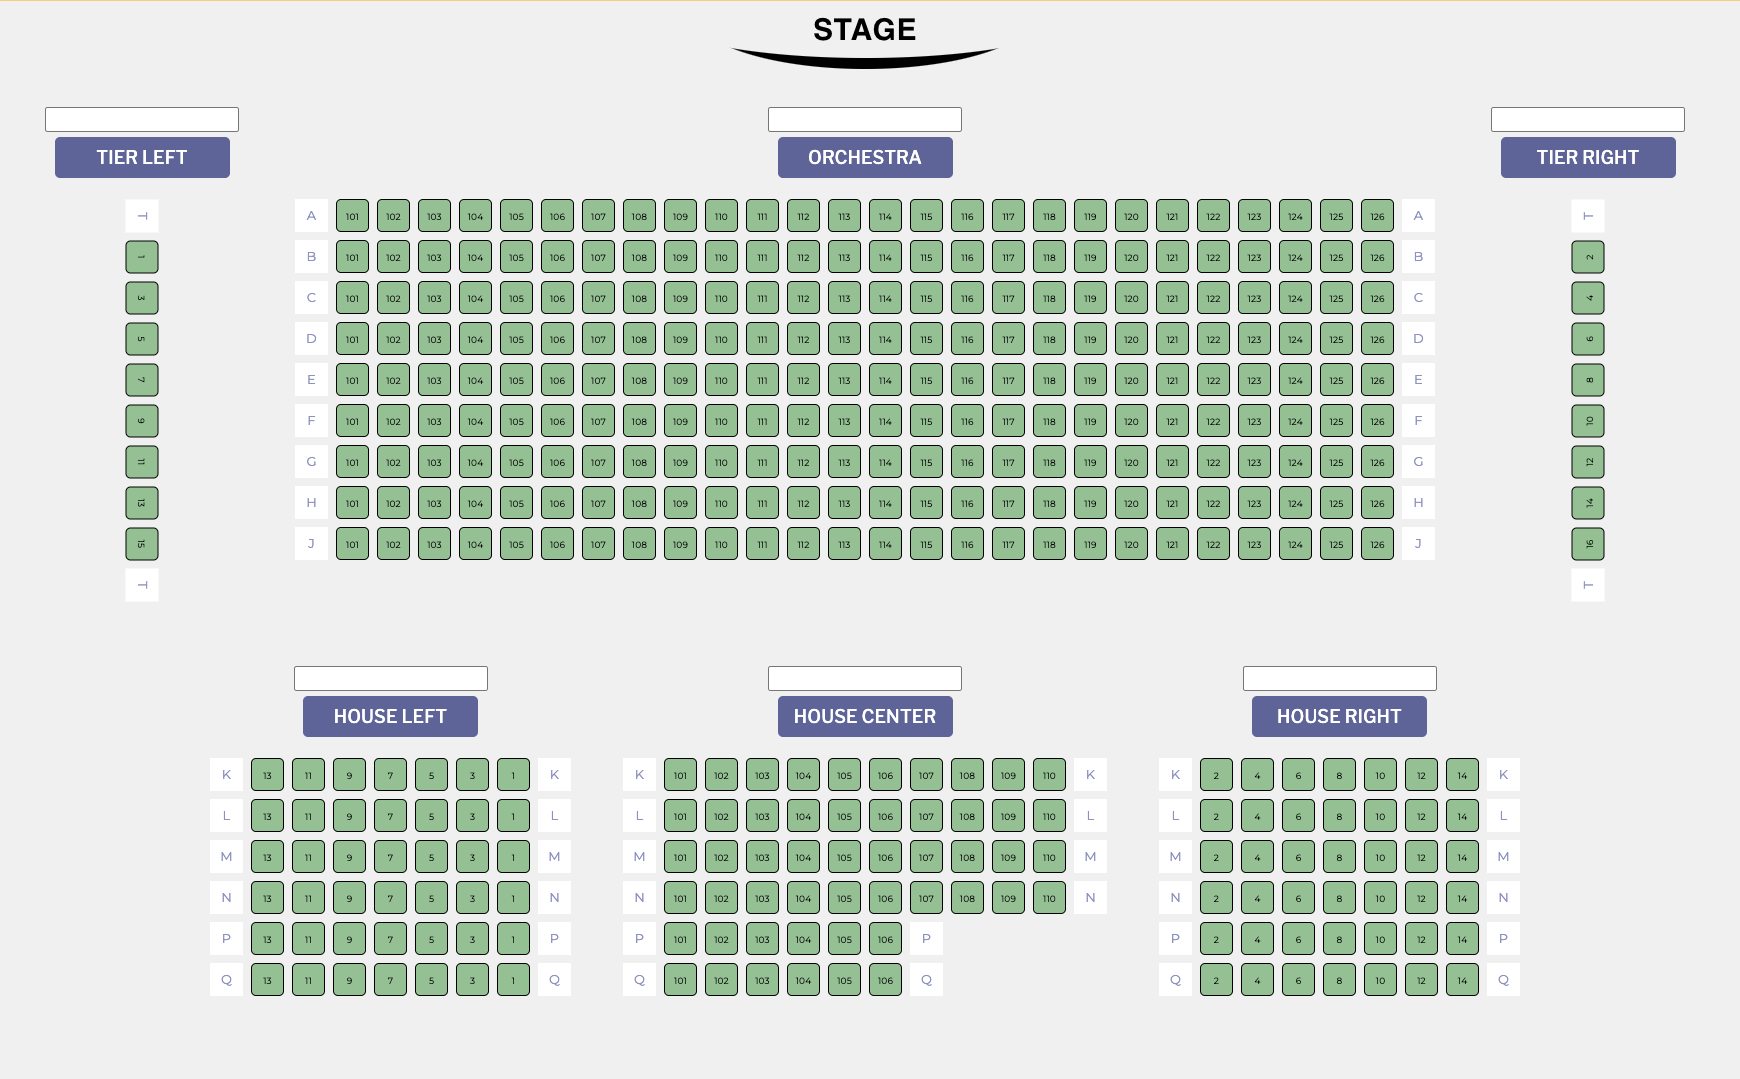 STAGE
TIER LEFT
ORCHESTRA
TIER RIGHT
T A 101 102 103 104 105 106 107 108 109 110 111 112 113 114 115 116 117 118 119 120 121 122 123 124 125 126 A T
1 B 101 102 103 104 105 106 107 108 109 110 111 112 113 114 115 116 117 118 119 120 121 122 123 124 125 126 B 2
3 C 101 102 103 104 105 106 107 108 109 110 111 112 113 114 115 116 117 118 119 120 121 122 123 124 125 126 C 4
5 D 101 102 103 104 105 106 107 108 109 110 111 112 113 114 115 116 117 118 119 120 121 122 123 124 125 126 D 6
7 E 101 102 103 104 105 106 107 108 109 110 111 112 113 114 115 116 117 118 119 120 121 122 123 124 125 126 E 8
9 F 101 102 103 104 105 106 107 108 109 110 111 112 113 114 115 116 117 118 119 120 121 122 123 124 125 126 F 10
11 G 101 102 103 104 105 106 107 108 109 110 111 112 113 114 115 116 117 118 119 120 121 122 123 124 125 126 G 12
13 H 101 102 103 104 105 106 107 108 109 110 111 112 113 114 115 116 117 118 119 120 121 122 123 124 125 126 H 14
15 J 101 102 103 104 105 106 107 108 109 110 111 112 113 114 115 116 117 118 119 120 121 122 123 124 125 126 J 16
T T
HOUSE LEFT
HOUSE CENTER
HOUSE RIGHT
K 13 11 9 7 5 3 1 K K 101 102 103 104 105 106 107 108 109 110 K K 2 4 6 8 10 12 14 K
L 13 11 9 7 5 3 1 L L 101 102 103 104 105 106 107 108 109 110 L L 2 4 6 8 10 12 14 L
M 13 11 9 7 5 3 1 M M 101 102 103 104 105 106 107 108 109 110 M M 2 4 6 8 10 12 14 M
N 13 11 9 7 5 3 1 N N 101 102 103 104 105 106 107 108 109 110 N N 2 4 6 8 10 12 14 N
P 13 11 9 7 5 3 1 P P 101 102 103 104 105 106 P P 2 4 6 8 10 12 14 P
Q 13 11 9 7 5 3 1 Q Q 101 102 103 104 105 106 Q Q 2 4 6 8 10 12 14 Q